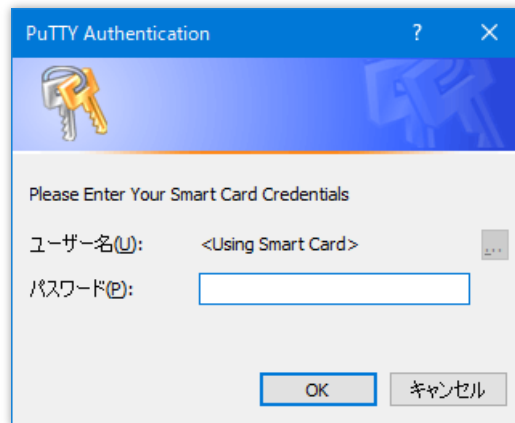 PuTTY Authentication ? ×
Please Enter Your Smart Card Credentials
ユーザー名(U): <Using Smart Card> ...
パスワード(P):
OK キャンセル